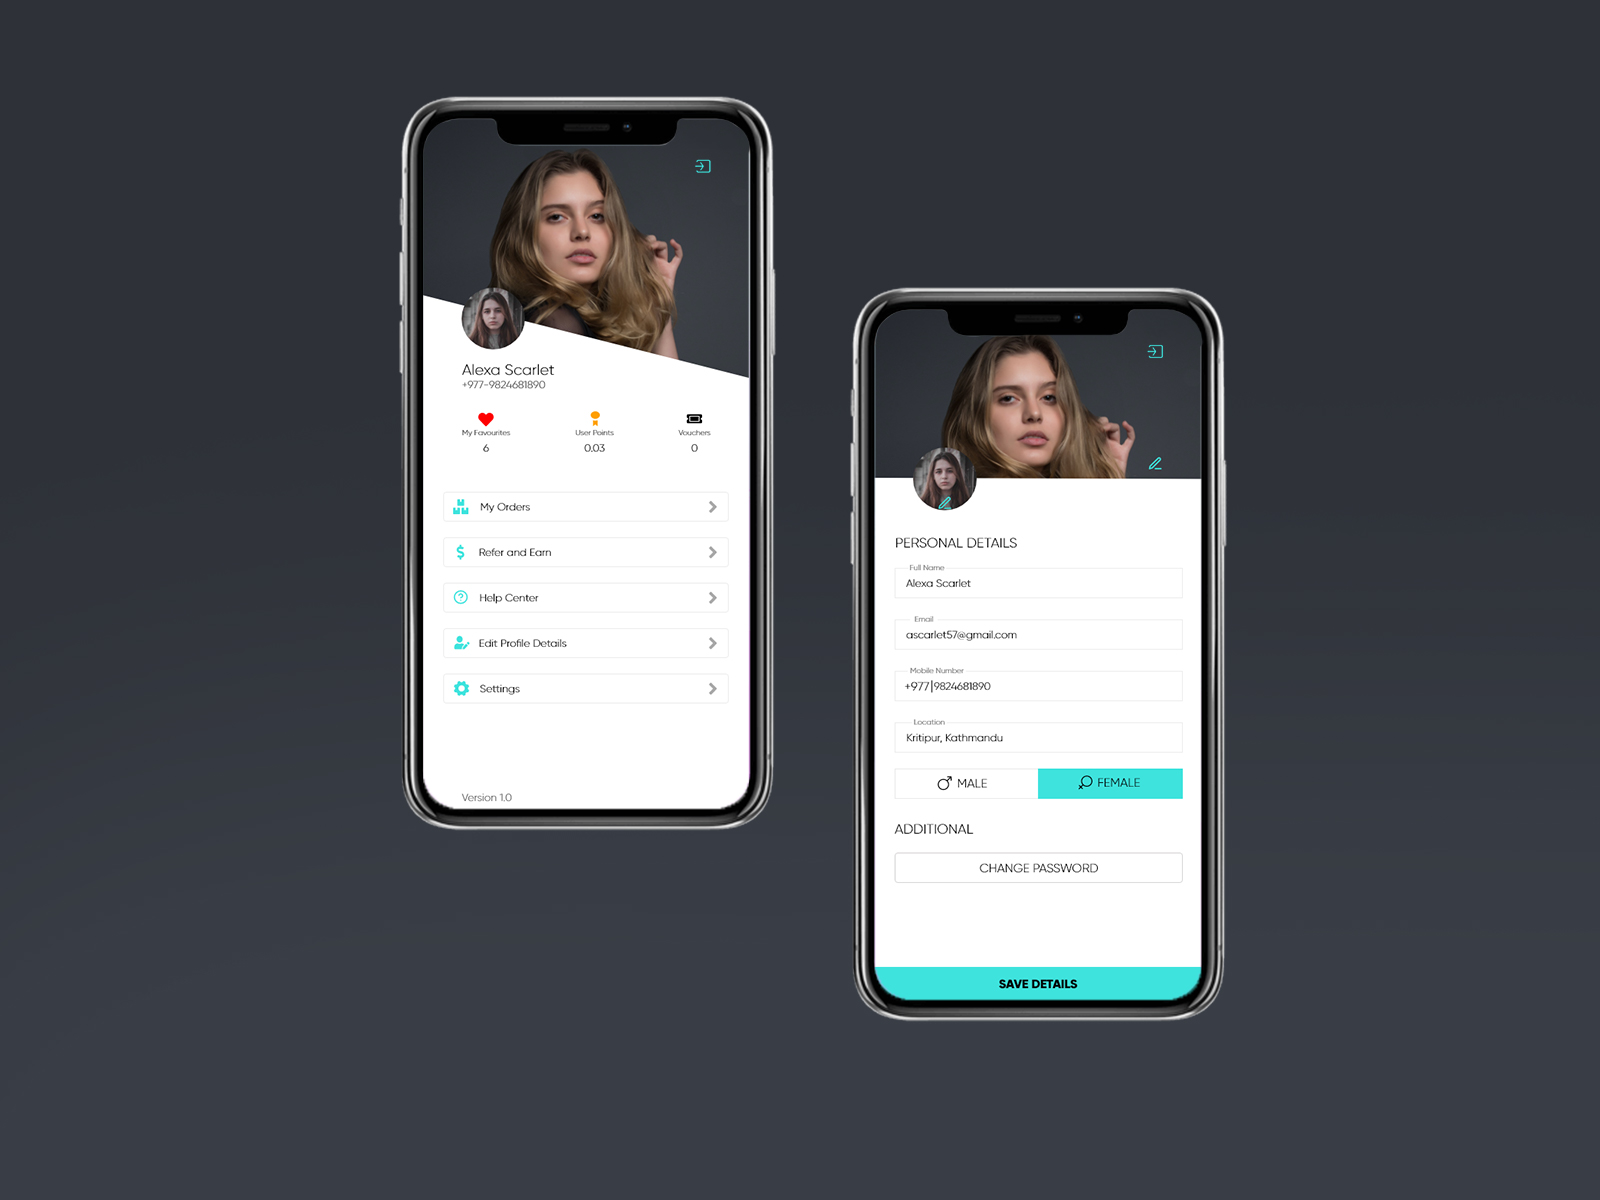 Alexa Scarlet
+977-9824681890
My Favourites
User Points
Vouchers
6
0.03
0
My Orders
Refer and Earn
Help Center
Edit Profile Details
Settings
Version 1.0
PERSONAL DETAILS
Full Name
Alexa Scarlet
Email
ascarlet57@gmail.com
Mobile Number
+977|9824681890
Location
Kritipur, Kathmandu
MALE
FEMALE
ADDITIONAL
CHANGE PASSWORD
SAVE DETAILS